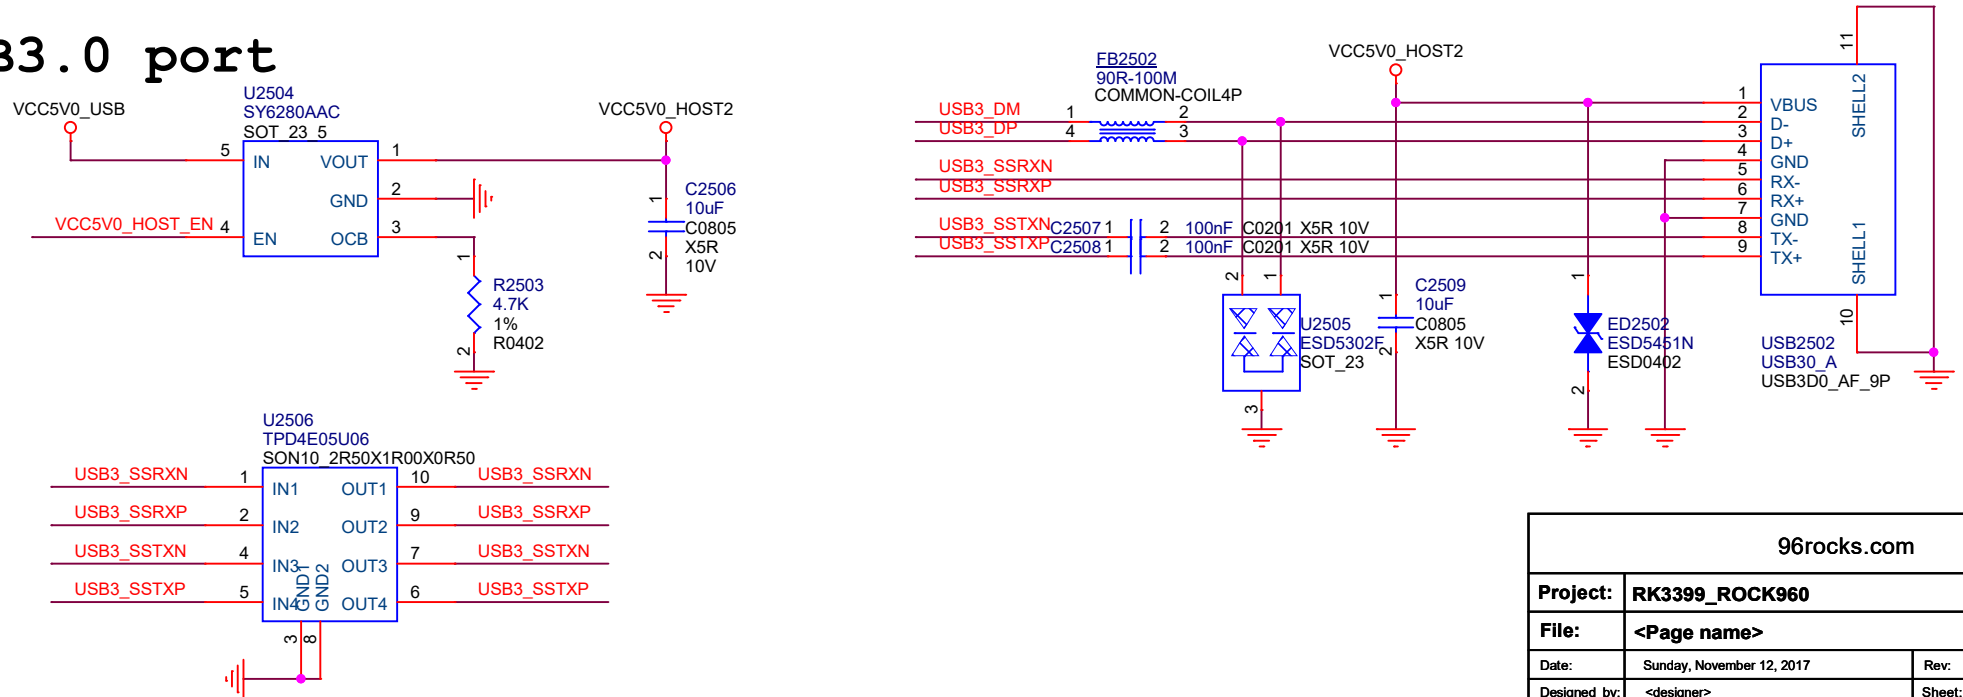 B3.0 port
VCC5V0_USB
U2504
SY6280AAC
SOT_23_5
VCC5V0_HOST2
5
IN
VOUT
1
GND
2
VCC5V0_HOST_EN
4
EN
OCB
3
1
R2503
4.7K
1%
R0402
2
1
C2506
10uF
C0805
X5R
10V
2
U2506
TPD4E05U06
SON10_2R50X1R00X0R50
USB3_SSRXN
1
IN1
OUT1
10
USB3_SSRXN
USB3_SSRXP
2
IN2
OUT2
9
USB3_SSRXP
USB3_SSTXN
4
IN3
OUT3
7
USB3_SSTXN
USB3_SSTXP
5
IN4
OUT4
6
USB3_SSTXP
GND1
GND2
3
8
FB2502
90R-100M
COMMON-COIL4P
VCC5V0_HOST2
USB3_DM
1
2
USB3_DP
4
3
USB3_SSRXN
USB3_SSRXP
USB3_SSTXN
C2507
1
2
100nF
C0201 X5R 10V
USB3_SSTXP
C2508
1
2
100nF
C0201 X5R 10V
1
VBUS
2
D-
3
D+
4
GND
5
RX-
6
RX+
7
GND
8
TX-
9
TX+
SHELL2
11
SHELL1
10
2
1
U2505
ESD5302F
SOT_23
3
1
C2509
10uF
C0805
X5R 10V
2
1
ED2502
ESD5451N
ESD0402
2
USB2502
USB30_A
USB3D0_AF_9P
96rocks.com
Project: RK3399_ROCK960
File: <Page name>
Date: Sunday, November 12, 2017 Rev:
Designed by: <designer> Sheet: